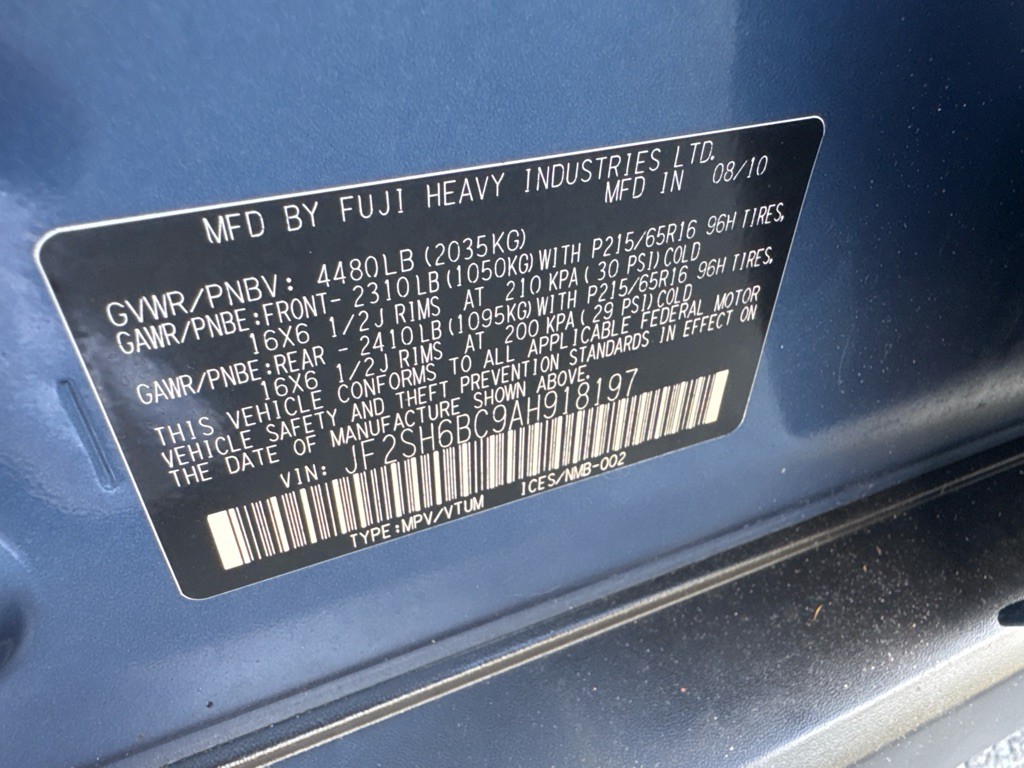 MFD BY FUJI HEAVY INDUSTRIES LTD.
MFD IN 08/10
GVWR/PNBV: 4480LB (2035KG)
GAWR/PNBE:FRONT- 2310LB(1050KG)WITH P215/65R16 96H TIRES,
16X6 1/2J RIMS AT 210 KPA( 30 PSI)COLD
GAWR/PNBE:REAR - 2410LB(1095KG)WITH P215/65R16 96H TIRES,
16X6 1/2J RIMS AT 200 KPA( 29 PSI)COLD
THIS VEHICLE CONFORMS TO ALL APPLICABLE FEDERAL MOTOR
VEHICLE SAFETY AND THEFT PREVENTION STANDARDS IN EFFECT ON
THE DATE OF MANUFACTURE SHOWN ABOVE.
VIN: JF2SH6BC9AH918197
TYPE:MPV/VTUM ICES/NMB-002